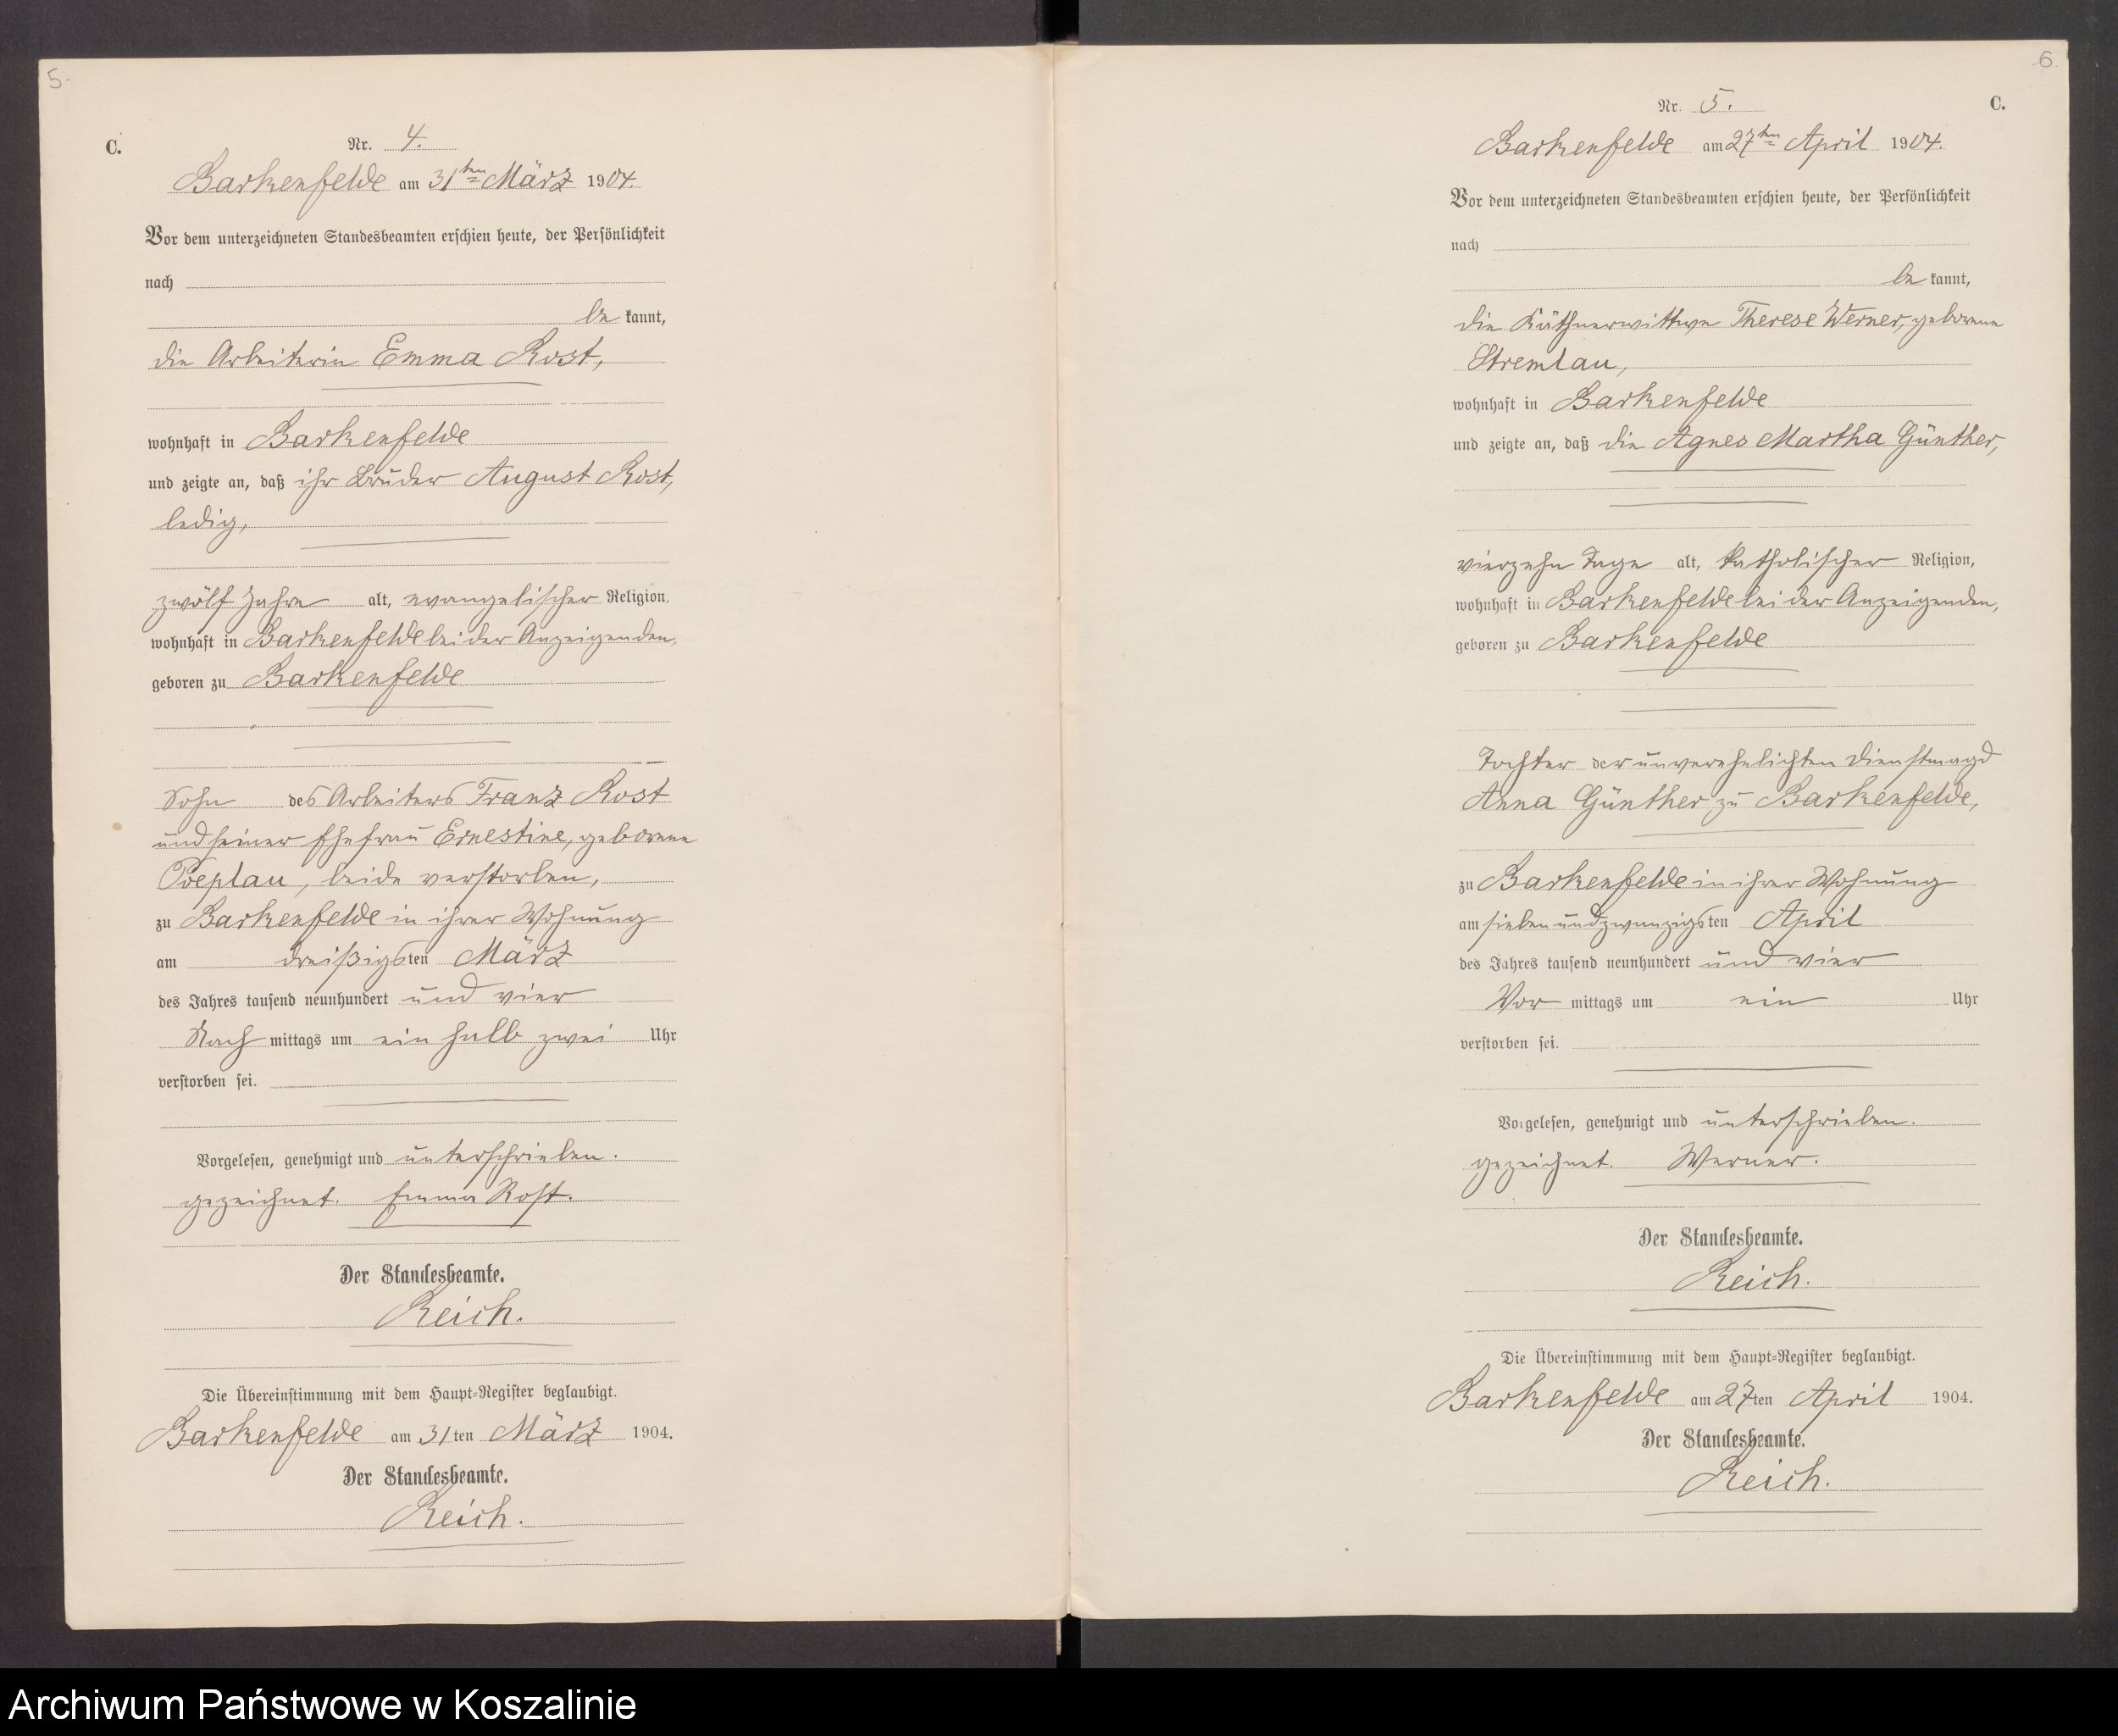 5.
C.
Nr. 4.
Barkenfelde am 31ten März 1904.
Vor dem unterzeichneten Standesbeamten erschien heute, der Persönlichkeit
nach
be kannt,
die Arbeiterin Emma Rost,
wohnhaft in Barkenfelde
und zeigte an, daß ihr Bruder August Rost,
ledig,
zwölf Jahre alt, evangelischer Religion,
wohnhaft in Barkenfelde bei der Anzeigenden,
geboren zu Barkenfelde
Sohn des Arbeiters Franz Rost
und seiner Ehefrau Ernestine, geborene
Poeplau, beide verstorben,
zu Barkenfelde in ihrer Wohnung
am dreißigsten März
des Jahres tausend neunhundert und vier
Nach mittags um ein halb zwei Uhr
verstorben sei.
Vorgelesen, genehmigt und unterschrieben.
gezeichnet. Emma Rost.
Der Standesbeamte.
Reich.
Die Übereinstimmung mit dem Haupt-Register beglaubigt.
Barkenfelde am 31ten März 1904.
Der Standesbeamte.
Reich.
6
C.
Nr. 5.
Barkenfelde am 27ten April 1904.
Vor dem unterzeichneten Standesbeamten erschien heute, der Persönlichkeit
nach
be kannt,
die Käthnerwittwe Therese Werner, geborene
Stremlau,
wohnhaft in Barkenfelde
und zeigte an, daß die Agnes Martha Günther,
vierzehn Tage alt, katholischer Religion,
wohnhaft in Barkenfelde bei der Anzeigenden,
geboren zu Barkenfelde
Tochter der unverehelichten Dienstmagd
Anna Günther zu Barkenfelde,
zu Barkenfelde in ihrer Wohnung
am siebenundzwanzigsten April
des Jahres tausend neunhundert und vier
Vor mittags um ein Uhr
verstorben sei.
Vorgelesen, genehmigt und unterschrieben.
gezeichnet. Werner.
Der Standesbeamte.
Reich.
Die Übereinstimmung mit dem Haupt-Register beglaubigt.
Barkenfelde am 27ten April 1904.
Der Standesbeamte.
Reich.
Archiwum Państwowe w Koszalinie